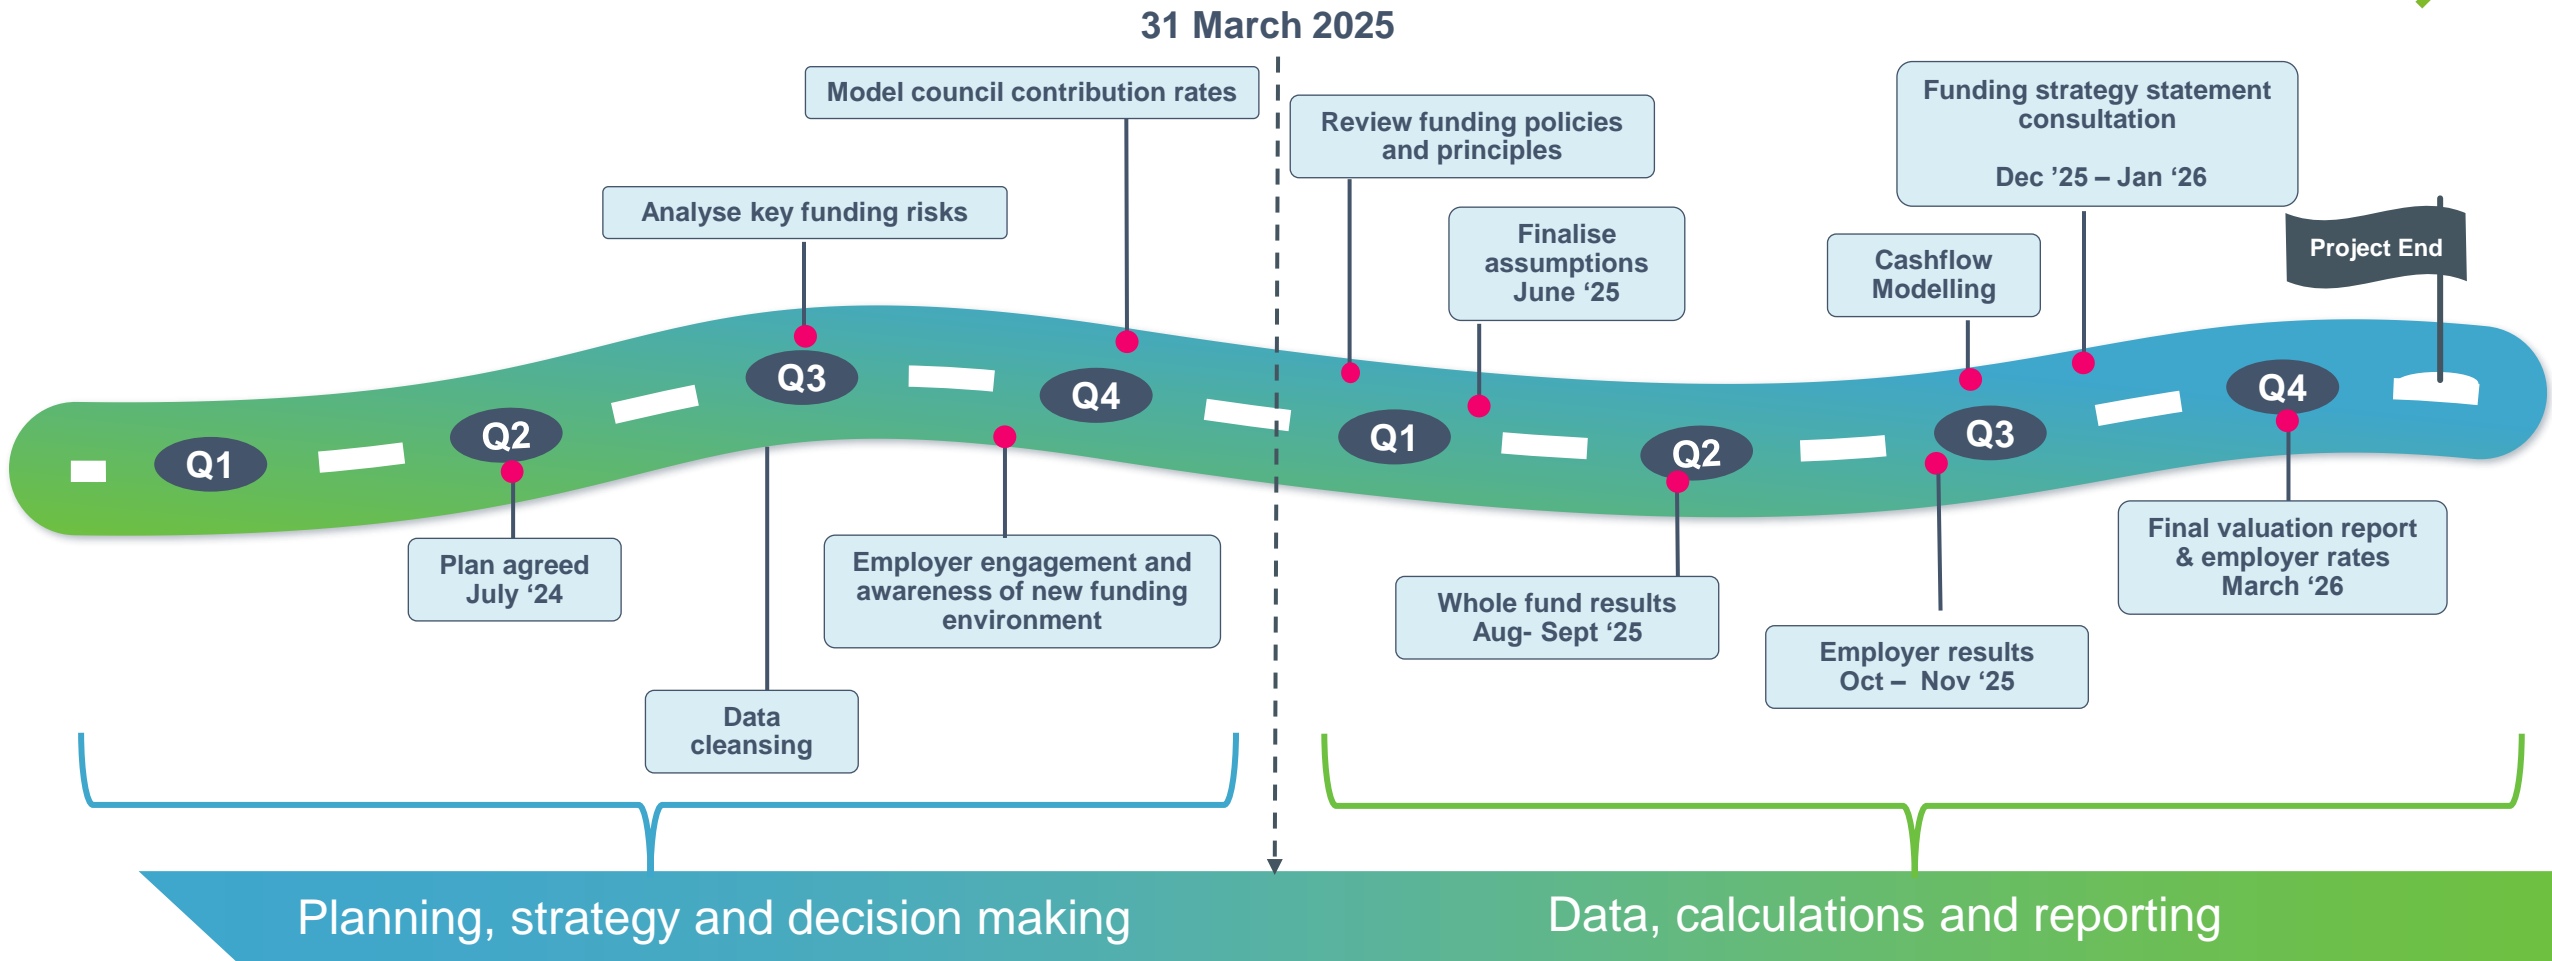 31 March 2025
Model council contribution rates
Analyse key funding risks
Review funding policies
and principles
Finalise
assumptions
June ‘25
Funding strategy statement
consultation
Dec ’25 – Jan ‘26
Cashflow
Modelling
Project End
Q1
Q2
Q3
Q4
Q1
Q2
Q3
Q4
Plan agreed
July ‘24
Data
cleansing
Employer engagement and
awareness of new funding
environment
Whole fund results
Aug- Sept ‘25
Employer results
Oct – Nov ‘25
Final valuation report
& employer rates
March ‘26
Planning, strategy and decision making
Data, calculations and reporting